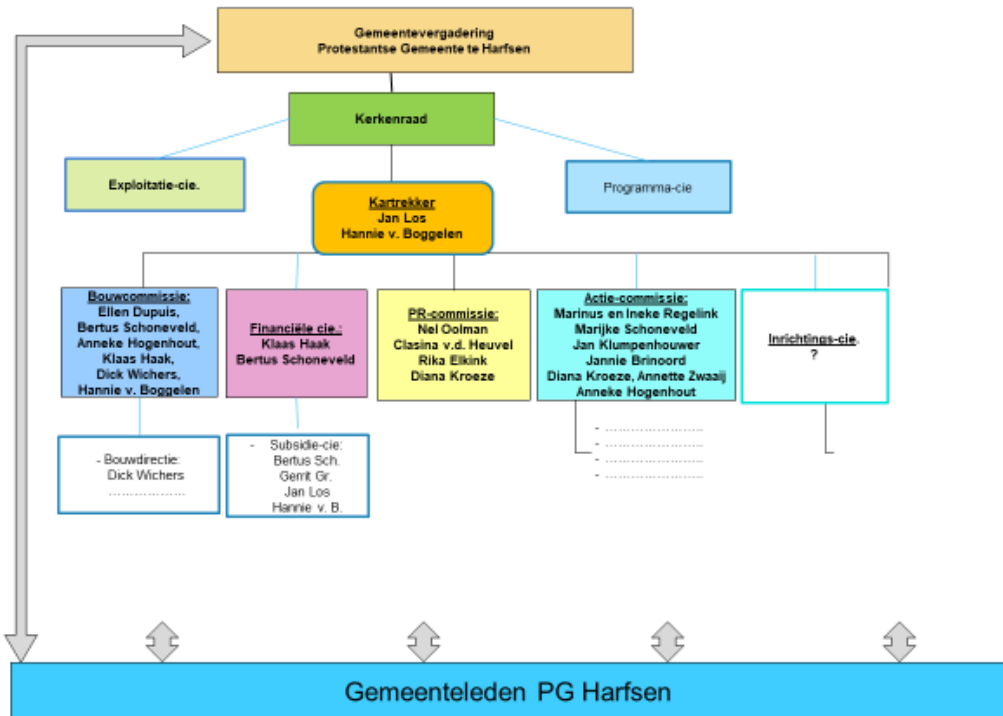 Gemeentevergadering
Protestantse Gemeente te Harfsen
Kerkenraad
Exploitatie-cie.
Programma-cie
Kartrekker
Jan Los
Hannie v. Boggelen
Bouwcommissie:
Ellen Dupuis,
Bertus Schoneveld,
Anneke Hogenhout,
Klaas Haak,
Dick Wichers,
Hannie v. Boggelen
Financiële cie.:
Klaas Haak
Bertus Schoneveld
PR-commissie:
Nel Oolman
Clasina v.d. Heuvel
Rika Elkink
Diana Kroeze
Actie-commissie:
Marinus en Ineke Regelink
Marijke Schoneveld
Jan Klumpenhouwer
Jannie Brinoord
Diana Kroeze, Annette Zwaaij
Anneke Hogenhout
Inrichtings-cie.
?
- Bouwdirectie:
Dick Wichers
....................
- Subsidie-cie:
Bertus Sch.
Gerrit Gr.
Jan Los
Hannie v. B.
- ........................
- ........................
- ........................
- ........................
Gemeenteleden PG Harfsen